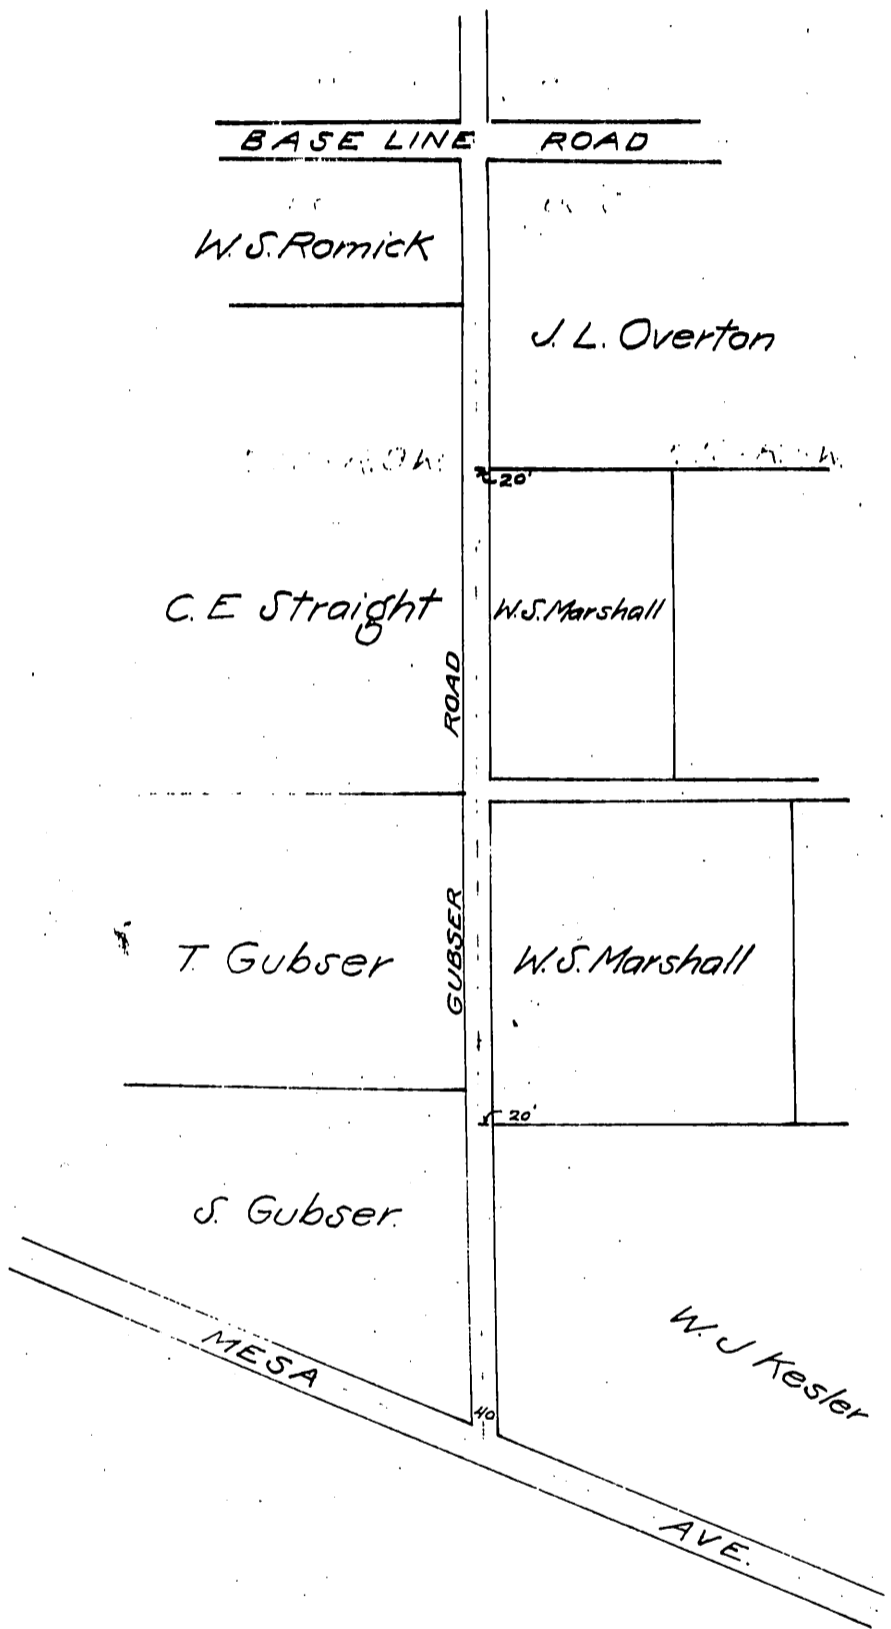 BASE LINE ROAD
W. S. Romick
J. L. Overton
20'
C. E Straight
W. S. Marshall
ROAD
GUBSER
T. Gubser
W. S. Marshall
20'
S. Gubser.
W. J Kesler
MESA
40
AVE.